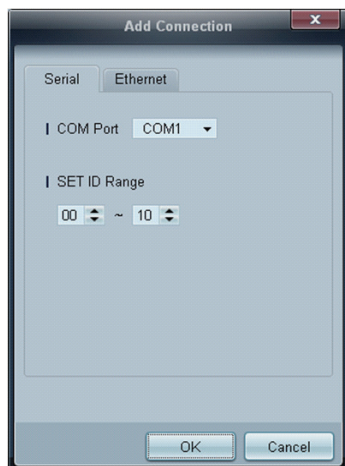 Add Connection
Serial Ethernet
COM Port COM1
SET ID Range
00 ~ 10
OK Cancel